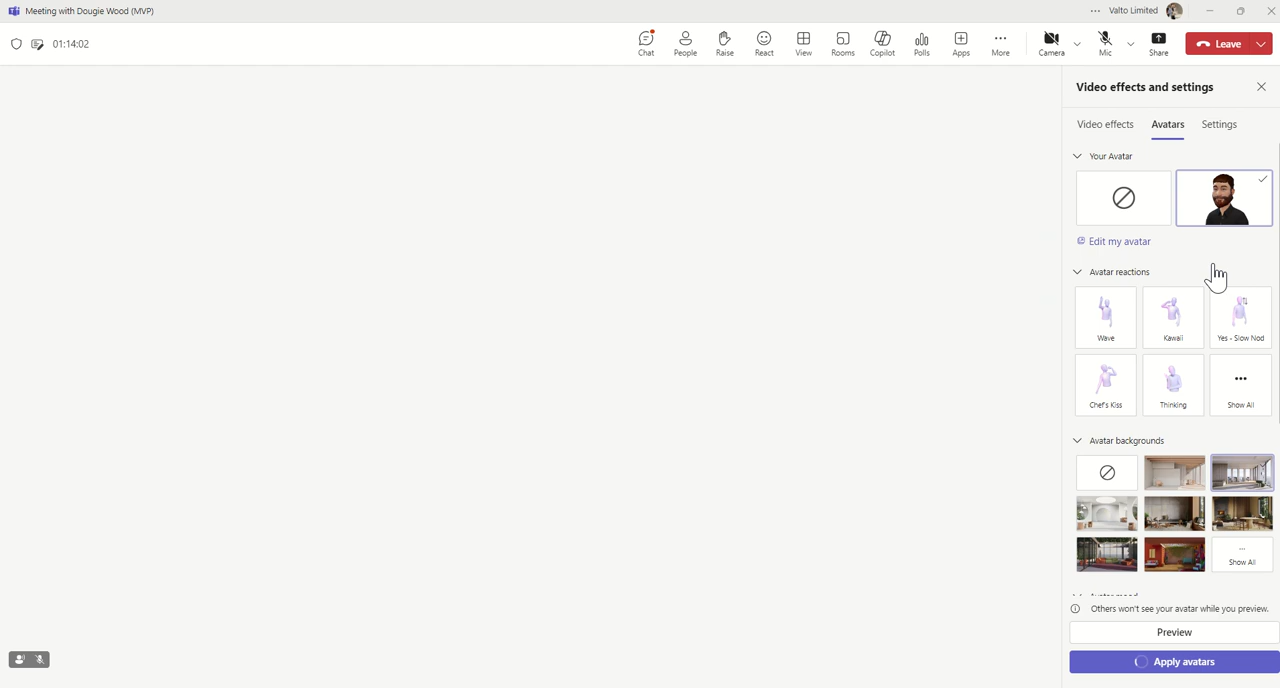 Meeting with Dougie Wood (MVP)
Valto Limited
01:14:02
Chat
People
Raise
React
View
Rooms
Copilot
Polls
Apps
More
Camera
Mic
Share
Leave
Video effects and settings
Video effects
Avatars
Settings
Your Avatar
Edit my avatar
Avatar reactions
Wave
Kawaii
Yes - Slow Nod
Chef's Kiss
Thinking
Show All
Avatar backgrounds
Show All
Avatar mood
Others won't see your avatar while you preview.
Preview
Apply avatars